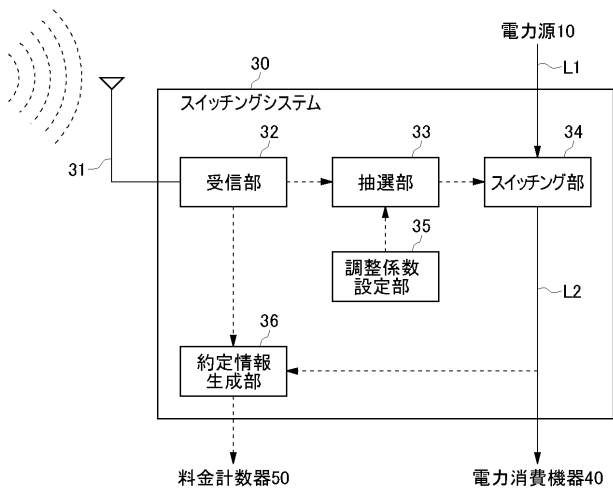 電力源10
L1
30
スイッチングシステム
32
33
34
31
受信部
抽選部
スイッチング部
35
調整係数
設定部
L2
36
約定情報
生成部
料金計数器50
電力消費機器40